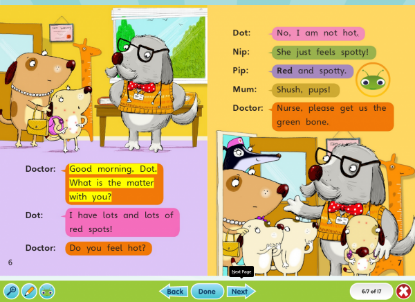 Doctor: Good morning, Dot.
What is the matter
with you?
Dot: I have lots and lots of
red spots!
Doctor: Do you feel hot?
6
Dot: No, I am not hot.
Nip: She just feels spotty!
Pip: Red and spotty.
Mum: Shush, pups!
Doctor: Nurse, please get us the
green bone.
Next Page
7
Back
Done
Next
6/7 of 17